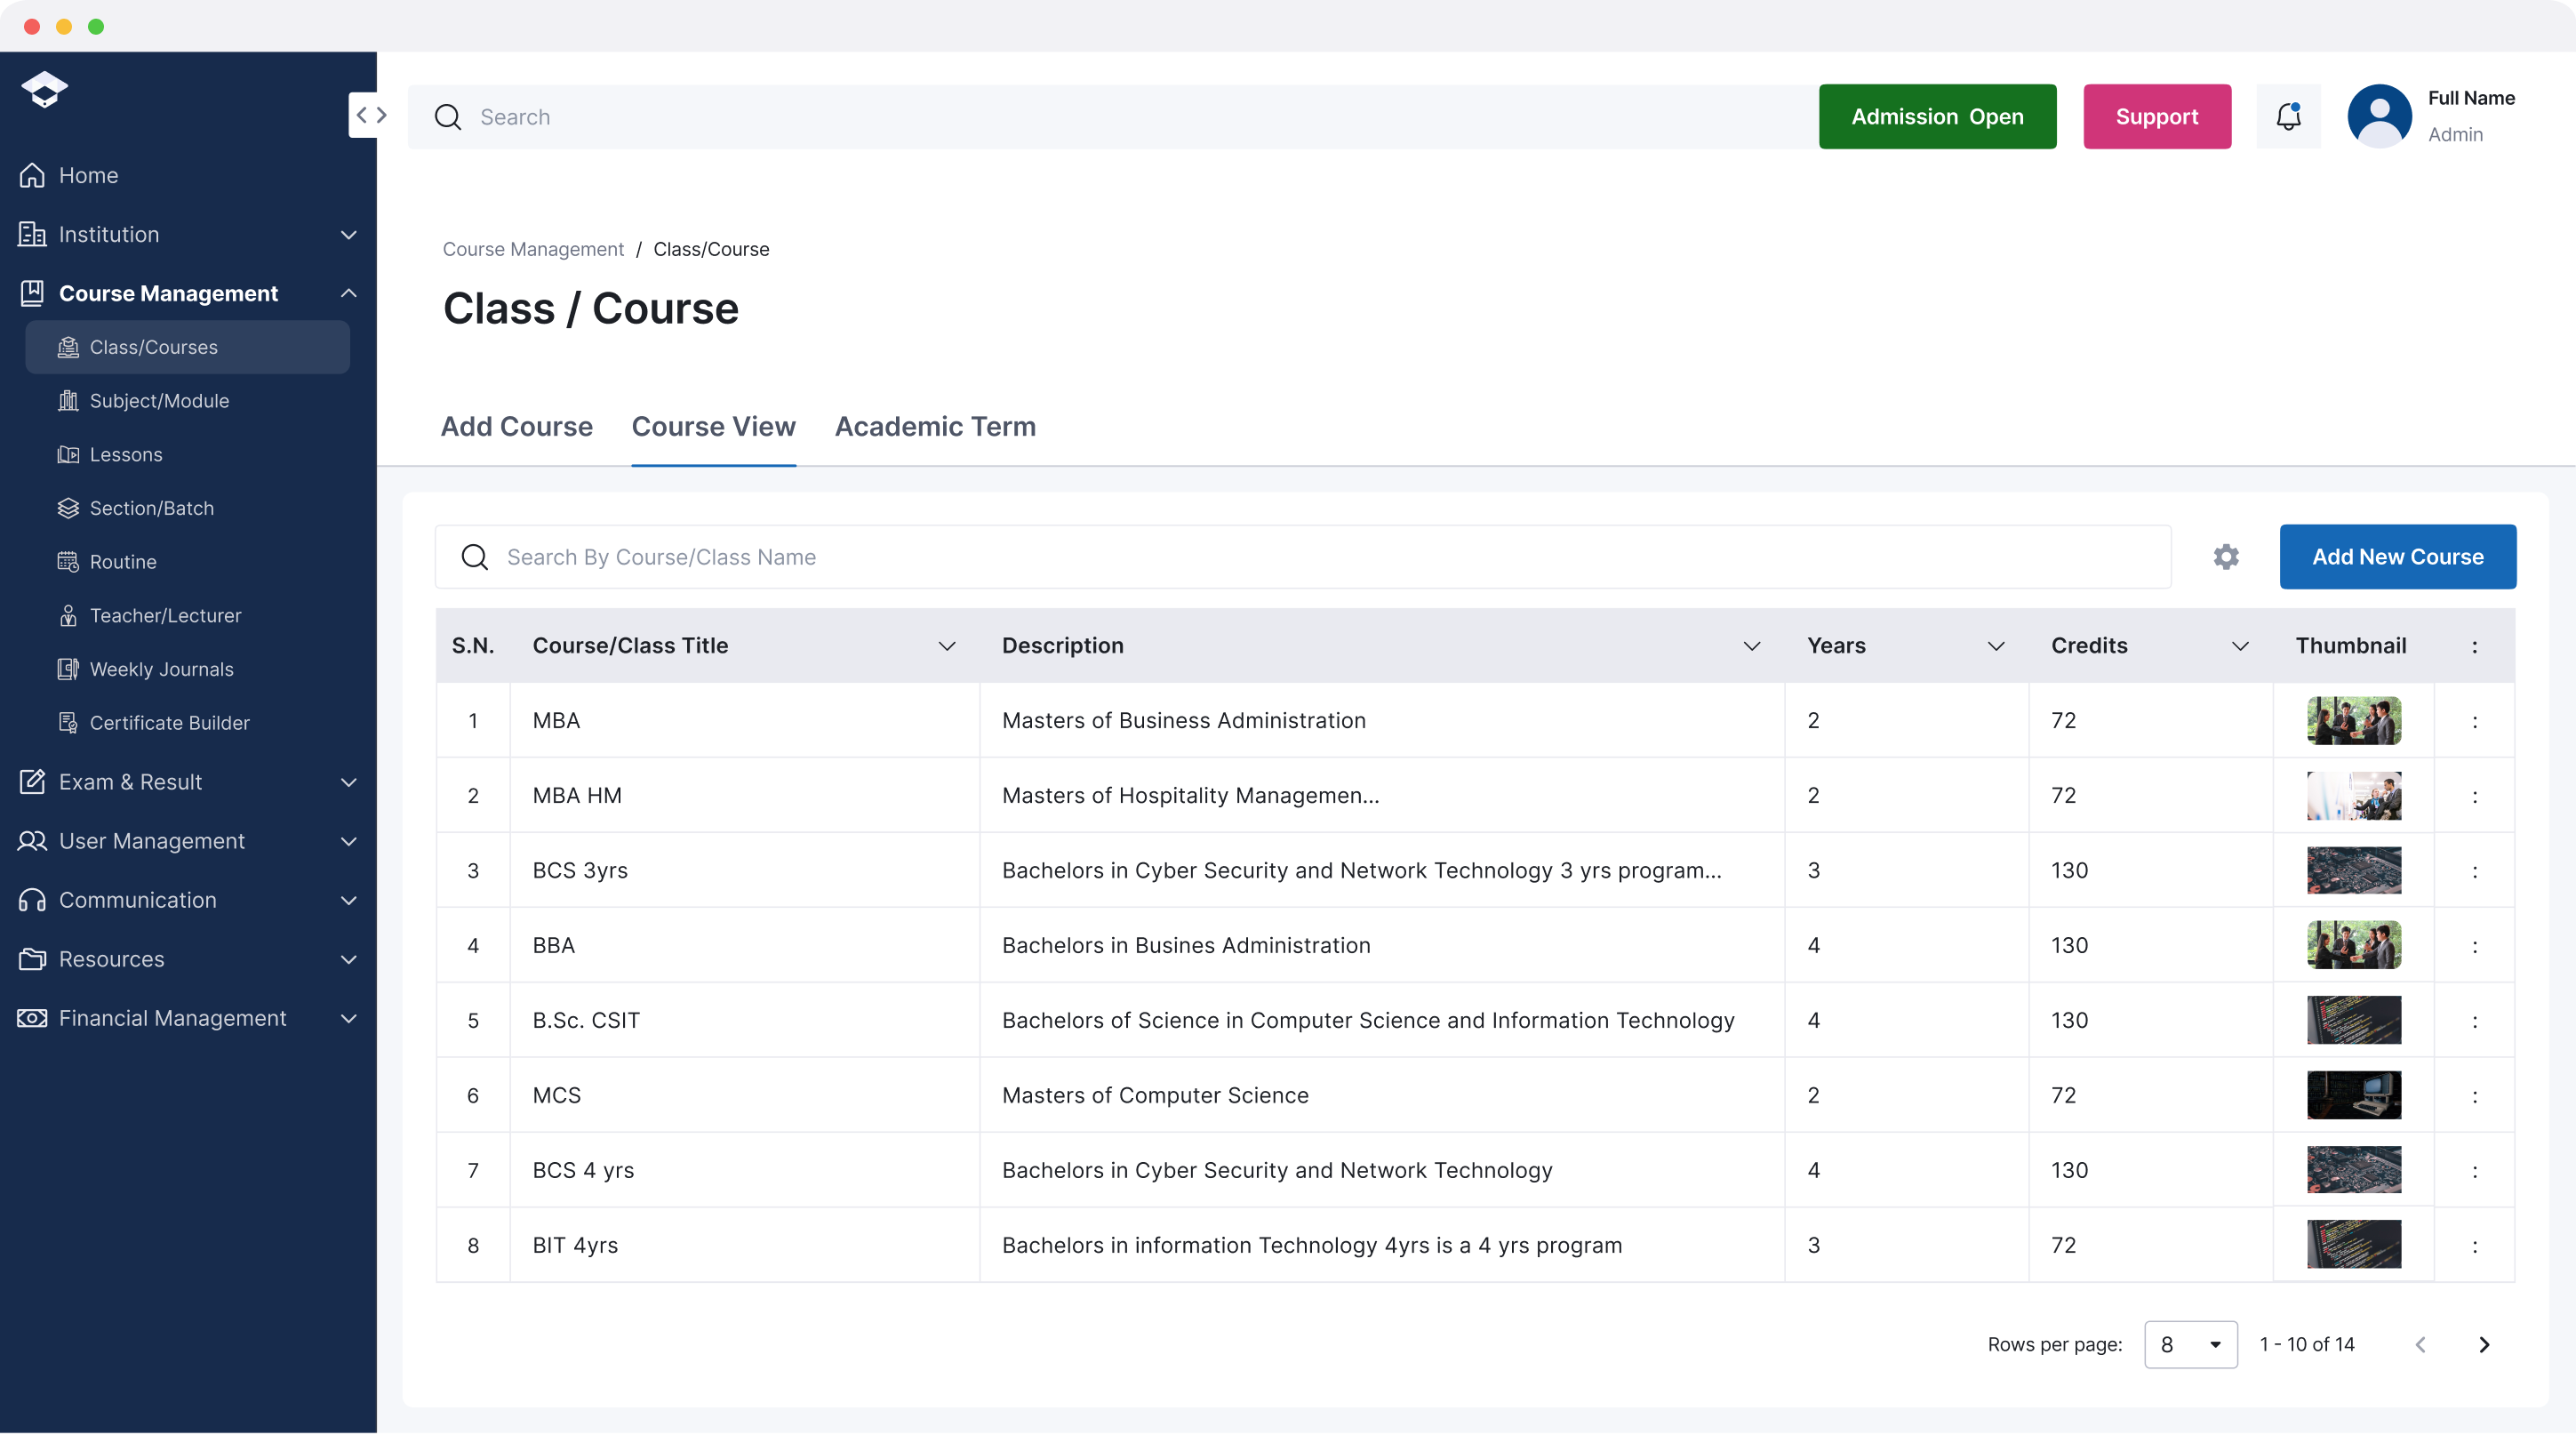 Search
Admission Open
Support
Full Name
Admin
Home
Institution
Course Management
Class/Courses
Subject/Module
Lessons
Section/Batch
Routine
Teacher/Lecturer
Weekly Journals
Certificate Builder
Exam & Result
User Management
Communication
Resources
Financial Management
Course Management / Class/Course
Class / Course
Add Course Course View Academic Term
Search By Course/Class Name
Add New Course
S.N. Course/Class Title Description Years Credits Thumbnail :
1 MBA Masters of Business Administration 2 72 :
2 MBA HM Masters of Hospitality Managemen... 2 72 :
3 BCS 3yrs Bachelors in Cyber Security and Network Technology 3 yrs program... 3 130 :
4 BBA Bachelors in Busines Administration 4 130 :
5 B.Sc. CSIT Bachelors of Science in Computer Science and Information Technology 4 130 :
6 MCS Masters of Computer Science 2 72 :
7 BCS 4 yrs Bachelors in Cyber Security and Network Technology 4 130 :
8 BIT 4yrs Bachelors in information Technology 4yrs is a 4 yrs program 3 72 :
Rows per page: 8 1 - 10 of 14